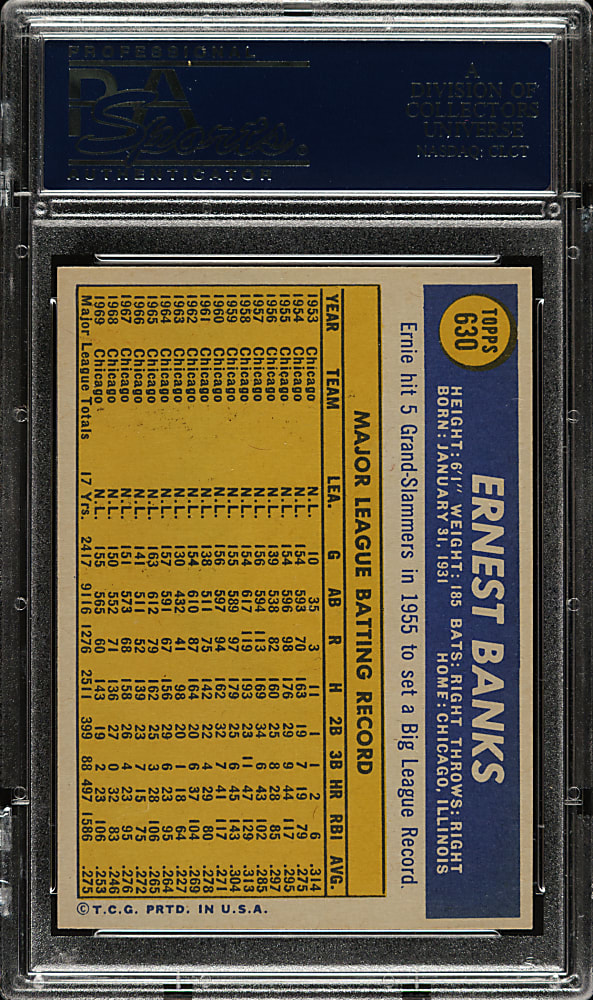 PROFESSIONAL
PSA
Sports
AUTHENTICATOR
A
DIVISION OF
COLLECTORS
UNIVERSE
NASDAQ: CLCT
TOPPS
630
ERNEST BANKS
HEIGHT: 6'1" WEIGHT: 185 BATS: RIGHT THROWS: RIGHT
BORN: JANUARY 31, 1931 HOME: CHICAGO, ILLINOIS
Ernie hit 5 Grand-Slammers in 1955 to set a Big League Record.
MAJOR LEAGUE BATTING RECORD
YEAR TEAM LEA. G AB R H 2B 3B HR RBI AVG.
1953 Chicago N.L. 10 35 3 11 1 1 2 6 .314
1954 Chicago N.L. 154 593 70 163 19 7 19 79 .275
1955 Chicago N.L. 154 596 98 176 29 9 44 117 .295
1956 Chicago N.L. 139 538 82 160 25 8 28 85 .297
1957 Chicago N.L. 156 594 113 169 34 6 43 102 .285
1958 Chicago N.L. 154 617 119 193 23 11 47 129 .313
1959 Chicago N.L. 155 589 97 179 25 6 45 143 .304
1960 Chicago N.L. 156 597 94 162 32 7 41 117 .271
1961 Chicago N.L. 138 511 75 142 22 4 29 80 .278
1962 Chicago N.L. 154 610 87 164 20 6 37 104 .269
1963 Chicago N.L. 130 432 41 98 20 1 18 64 .227
1964 Chicago N.L. 157 591 67 156 29 6 23 95 .264
1965 Chicago N.L. 163 612 79 162 25 3 28 106 .265
1966 Chicago N.L. 141 511 52 139 23 7 15 75 .272
1967 Chicago N.L. 151 573 68 158 26 4 23 95 .276
1968 Chicago N.L. 150 552 71 136 27 0 32 83 .246
1969 Chicago N.L. 155 565 60 143 19 2 23 106 .253
Major League Totals 17 Yrs. 2417 9116 1276 2511 399 88 497 1586 .275
© T.C.G. PRTD. IN U.S.A.